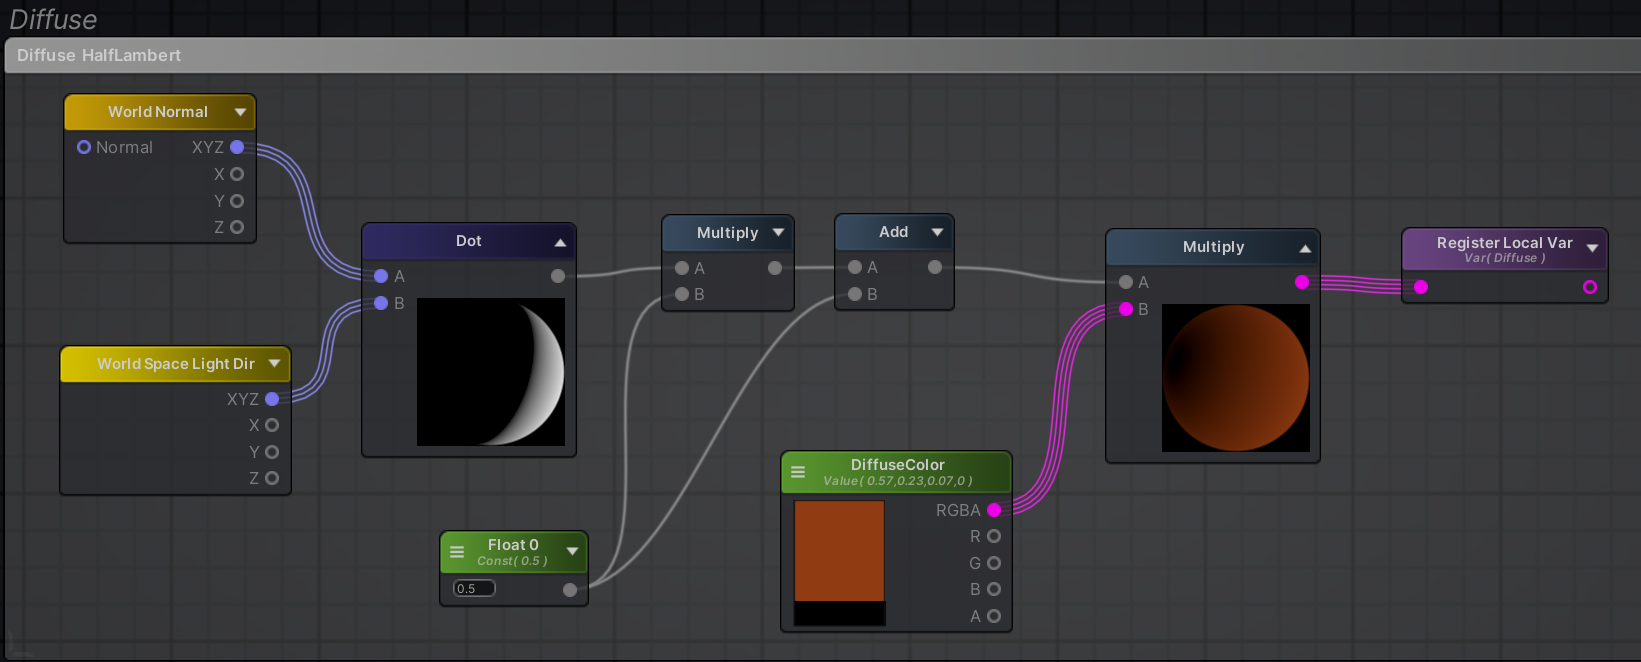 Diffuse
Diffuse HalfLambert
World Normal
Normal XYZ
X
Y
Z
World Space Light Dir
XYZ
X
Y
Z
Dot
A
B
Float 0
Const( 0.5 )
0.5
Multiply
A
B
Add
A
B
DiffuseColor
Value( 0.57,0.23,0.07,0 )
RGBA
R
G
B
A
Multiply
A
B
Register Local Var
Var( Diffuse )